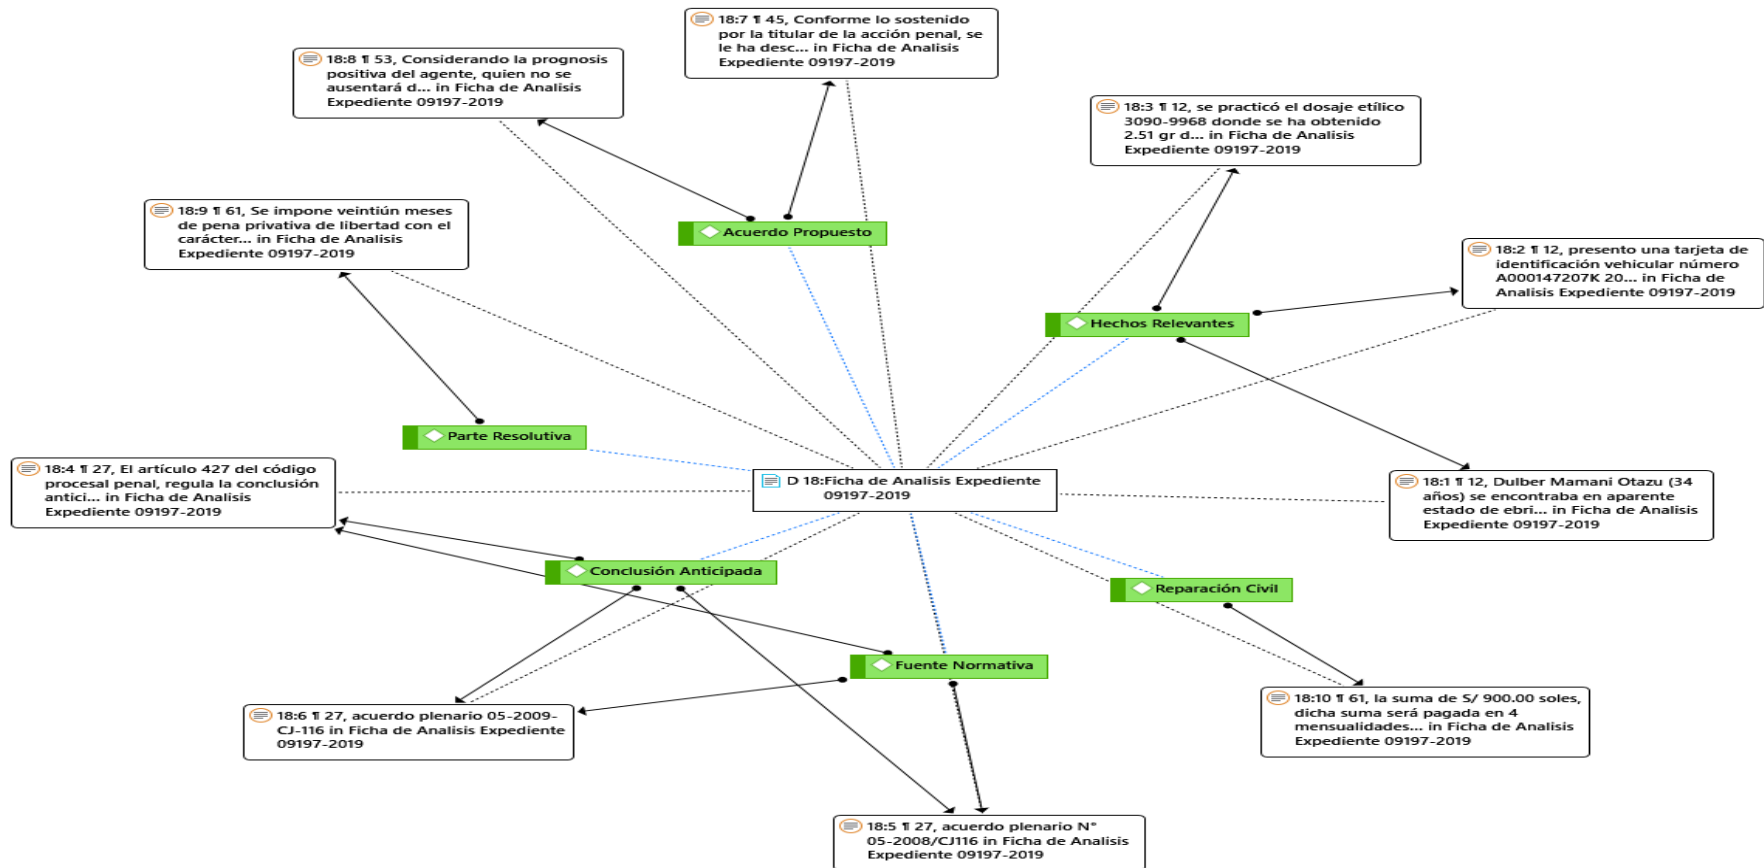 18:7 ¶ 45, Conforme lo sostenido
por la titular de la acción penal, se
le ha desc... in Ficha de Analisis
Expediente 09197-2019
18:8 ¶ 53, Considerando la prognosis
positiva del agente, quien no se
ausentará d... in Ficha de Analisis
Expediente 09197-2019
18:3 ¶ 12, se practicó el dosaje etílico
3090-9968 donde se ha obtenido
2.51 gr d... in Ficha de Analisis
Expediente 09197-2019
18:9 ¶ 61, Se impone veintiún meses
de pena privativa de libertad con el
carácter... in Ficha de Analisis
Expediente 09197-2019
Acuerdo Propuesto
18:2 ¶ 12, presento una tarjeta de
identificación vehicular número
A000147207K 20... in Ficha de
Analisis Expediente 09197-2019
Hechos Relevantes
Parte Resolutiva
18:4 ¶ 27, El artículo 427 del código
procesal penal, regula la conclusión
antici... in Ficha de Analisis
Expediente 09197-2019
D 18:Ficha de Analisis Expediente
09197-2019
18:1 ¶ 12, Dulber Mamani Otazu (34
años) se encontraba en aparente
estado de ebri... in Ficha de Analisis
Expediente 09197-2019
Conclusión Anticipada
Reparación Civil
Fuente Normativa
18:6 ¶ 27, acuerdo plenario 05-2009-
CJ-116 in Ficha de Analisis Expediente
09197-2019
18:10 ¶ 61, la suma de S/ 900.00 soles,
dicha suma será pagada en 4
mensualidades... in Ficha de Analisis
Expediente 09197-2019
18:5 ¶ 27, acuerdo plenario N°
05-2008/CJ116 in Ficha de Analisis
Expediente 09197-2019